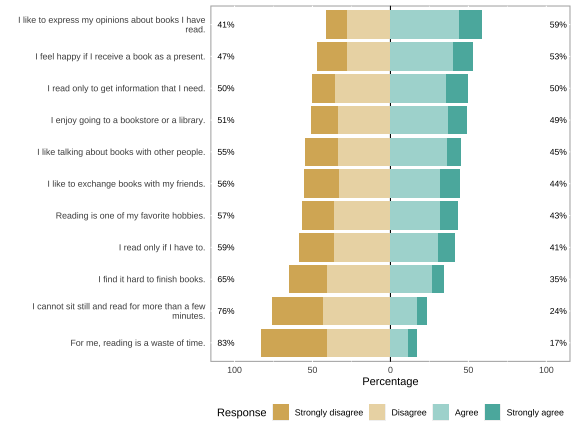 I like to express my opinions about books I have
read.
41%
59%
I feel happy if I receive a book as a present.
47%
53%
I read only to get information that I need.
50%
50%
I enjoy going to a bookstore or a library.
51%
49%
I like talking about books with other people.
55%
45%
I like to exchange books with my friends.
56%
44%
Reading is one of my favorite hobbies.
57%
43%
I read only if I have to.
59%
41%
I find it hard to finish books.
65%
35%
I cannot sit still and read for more than a few
minutes.
76%
24%
For me, reading is a waste of time.
83%
17%
100 50 0 50 100
Percentage
Response Strongly disagree Disagree Agree Strongly agree